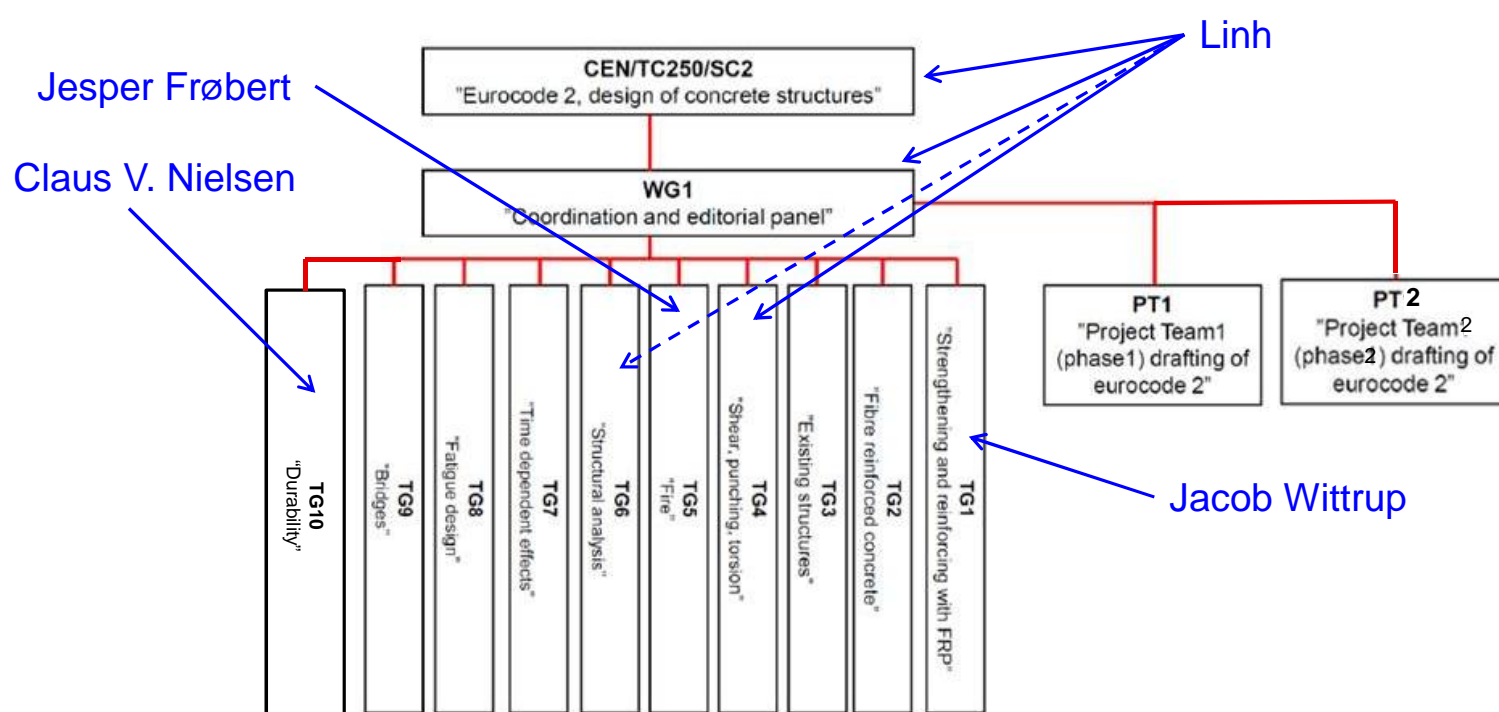 Linh
Jesper Frøbert
Claus V. Nielsen
CEN/TC250/SC2
"Eurocode 2, design of concrete structures"
WG1
"Coordination and editorial panel"
PT1
"Project Team1
(phase1) drafting of
eurocode 2"
PT 2
"Project Team 2
(phase2) drafting of
eurocode 2"
TG10
“Durability”
TG9
"Bridges"
TG8
"Fatigue design"
TG7
"Time dependent effects"
TG6
"Structural analysis"
TG5
"Fire"
TG4
"Shear, punching, torsion"
TG3
"Existing structures"
TG2
"Fibre reinforced concrete"
TG1
"Strengthening and reinforcing with FRP"
Jacob Wittrup